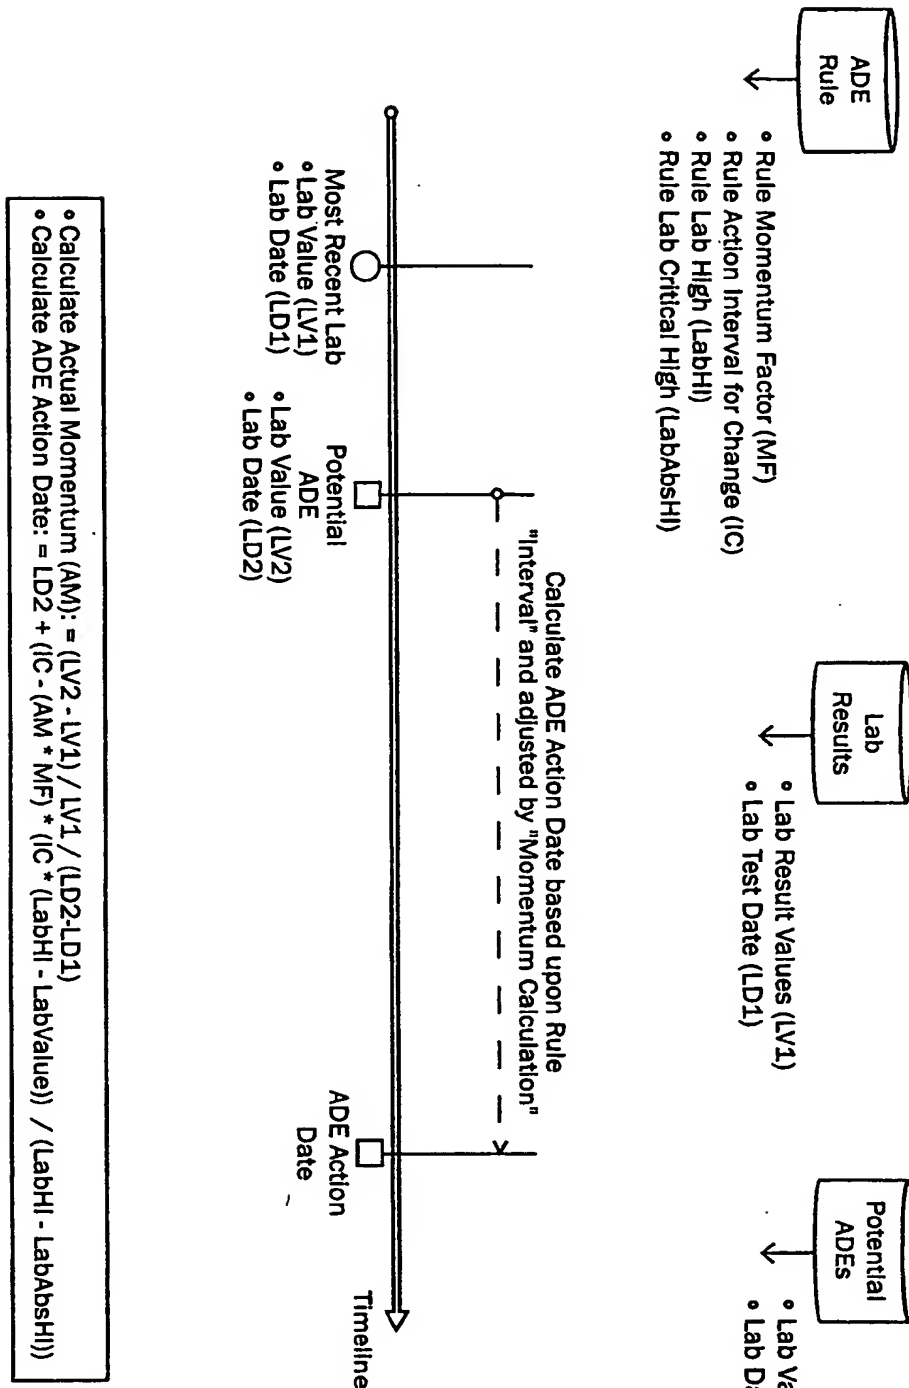 ADE
Rule
• Rule Momentum Factor (MF)
• Rule Action Interval for Change (IC)
• Rule Lab High (LabHI)
• Rule Lab Critical High (LabAbsHI)
Lab
Results
• Lab Result Values (LV1)
• Lab Test Date (LD1)
Potential
ADEs
• Lab Va
• Lab Da
Calculate ADE Action Date based upon Rule
"Interval" and adjusted by "Momentum Calculation"
Most Recent Lab
• Lab Value (LV1)
• Lab Date (LD1)
Potential
ADE
• Lab Value (LV2)
• Lab Date (LD2)
ADE Action
Date
Timeline
• Calculate Actual Momentum (AM): = (LV2 - LV1) / LV1 / (LD2-LD1)
• Calculate ADE Action Date: = LD2 + (IC - (AM * MF) * (IC * (LabHI - LabValue)) / (LabHI - LabAbsHI))